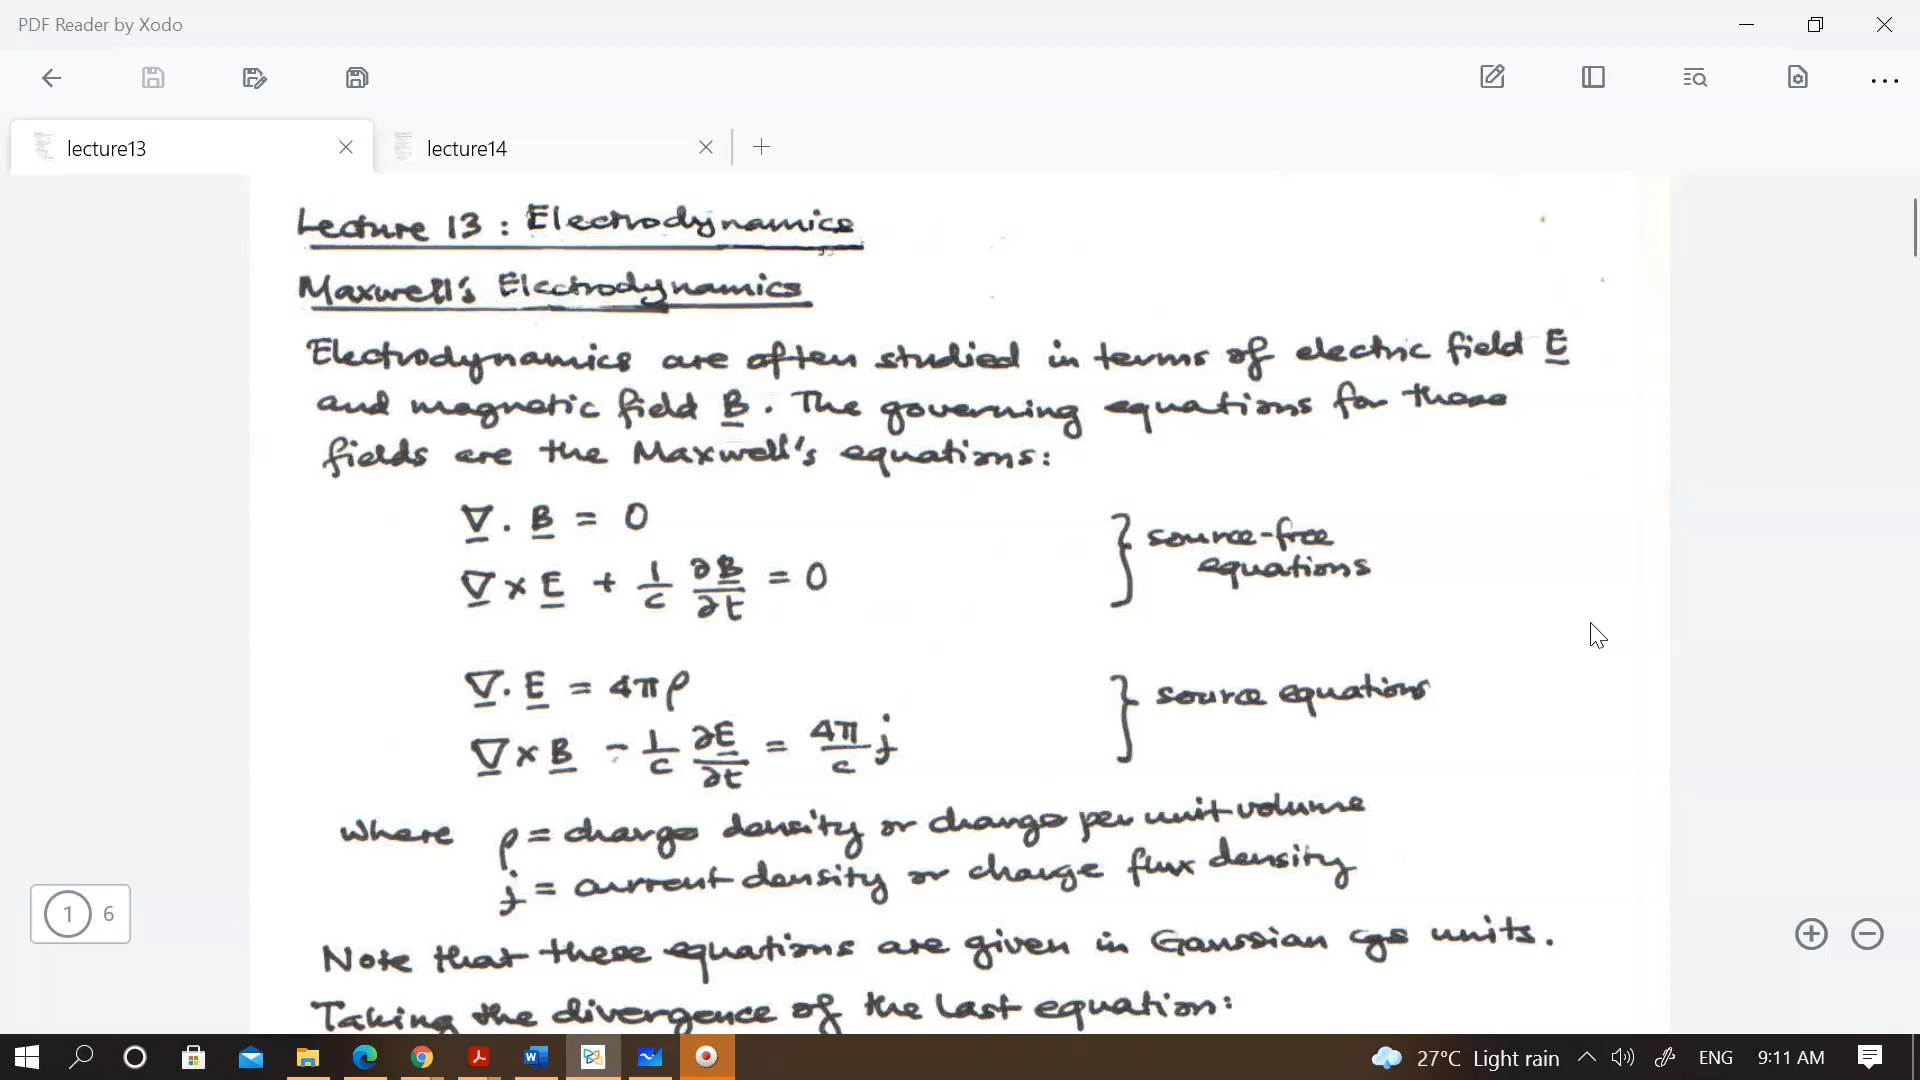 PDF Reader by Xodo
lecture13
lecture14
Lecture 13 : Electrodynamics
Maxwell's Electrodynamics
Electrodynamics are often studied in terms of electric field E
and magnetic field B. The governing equations for these
fields are the Maxwell's equations:
∇ . B = 0
∇ × E + 1/c ∂B/∂t = 0
} source-free
equations
∇ . E = 4πρ
∇ × B - 1/c ∂E/∂t = 4π/c j
} source equations
where ρ = charge density or charge per unit volume
j = current density or charge flux density
Note that these equations are given in Gaussian cgs units.
Taking the divergence of the last equation:
1 6
27°C Light rain ENG 9:11 AM